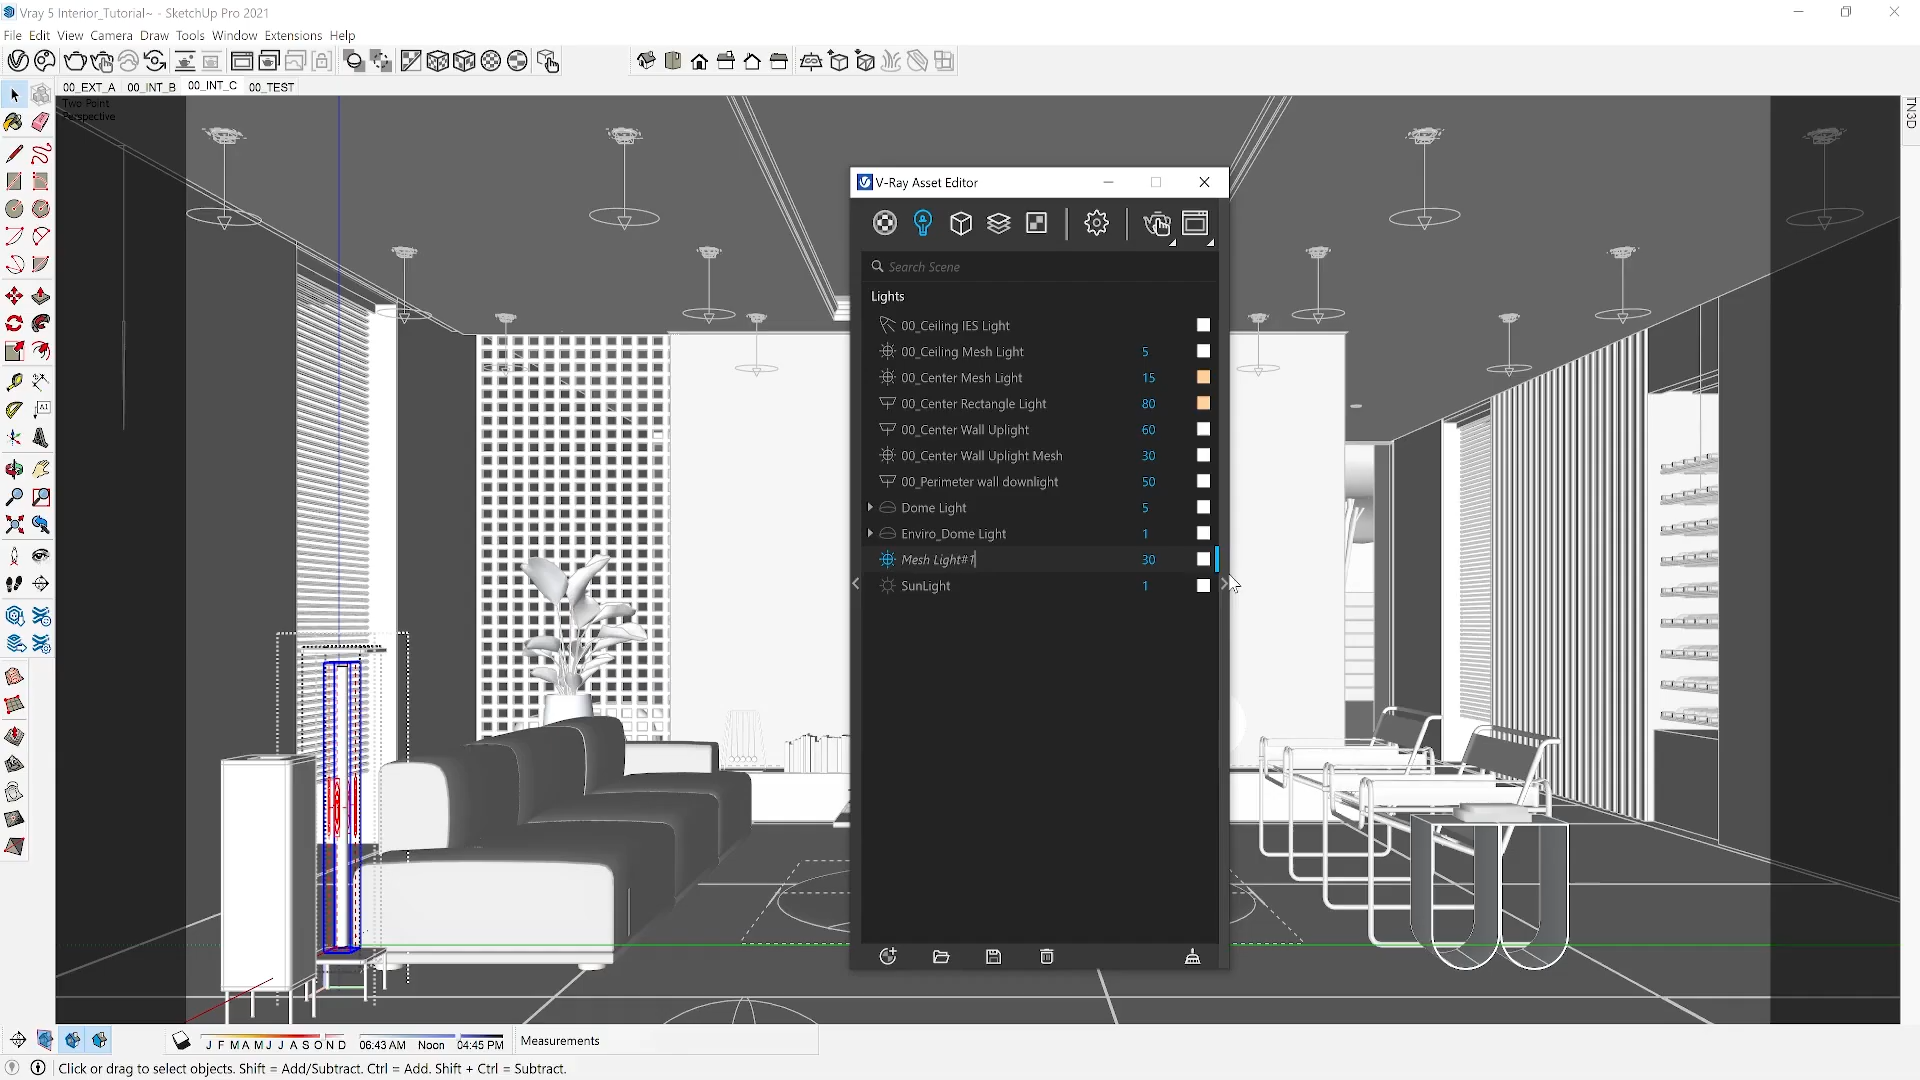 Vray 5 Interior_Tutorial~ - SketchUp Pro 2021
File Edit View Camera Draw Tools Window Extensions Help
00_EXT_A 00_INT_B 00_INT_C 00_TEST
Two Point
Perspective
TN3D
A1
V-Ray Asset Editor
Search Scene
Lights
00_Ceiling IES Light
00_Ceiling Mesh Light 5
00_Center Mesh Light 15
00_Center Rectangle Light 80
00_Center Wall Uplight 60
00_Center Wall Uplight Mesh 30
00_Perimeter wall downlight 50
Dome Light 5
Enviro_Dome Light 1
Mesh Light#1 30
SunLight 1
J F M A M J J A S O N D 06:43 AM Noon 04:45 PM Measurements
Click or drag to select objects. Shift = Add/Subtract. Ctrl = Add. Shift + Ctrl = Subtract.